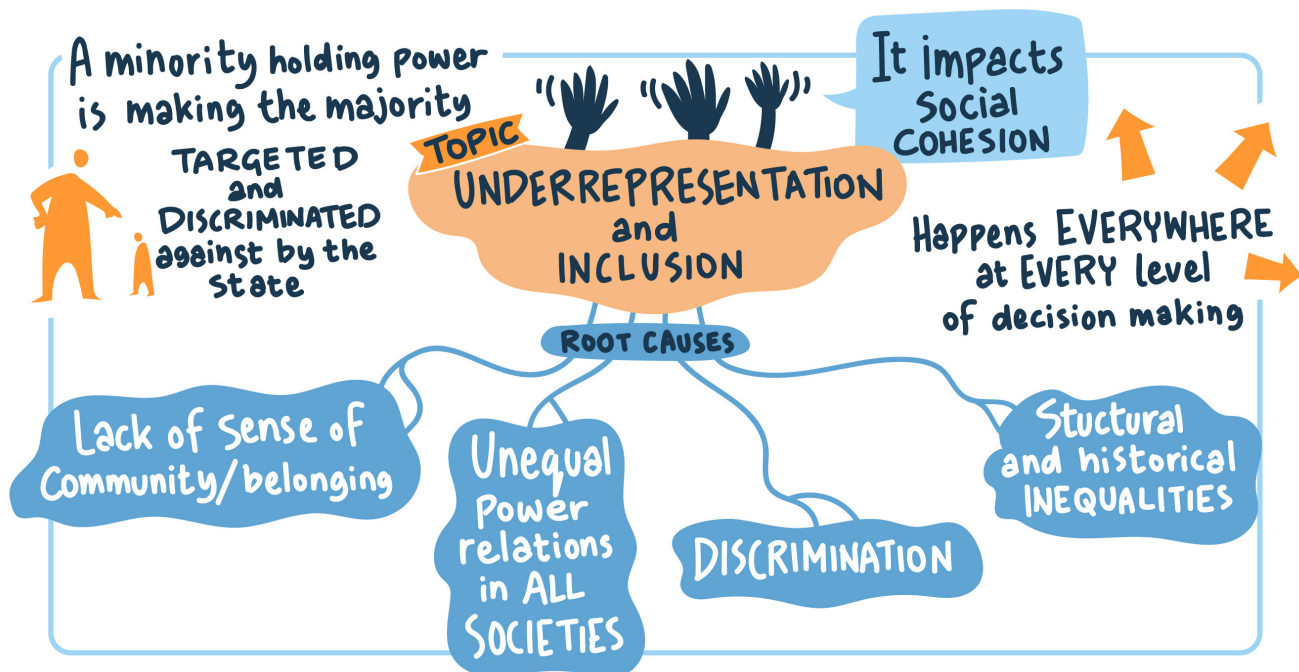 A minority holding power
is making the majority
TARGETED
and
DISCRIMINATED
against by the
state
TOPIC
UNDERREPRESENTATION
and
INCLUSION
It impacts
Social
COHESION
Happens EVERYWHERE
at EVERY level
of decision making
ROOT CAUSES
Lack of sense of
Community/belonging
Unequal
Power
relations
in ALL
SOCIETIES
DISCRIMINATION
Stuctural
and historical
INEQUALITIES